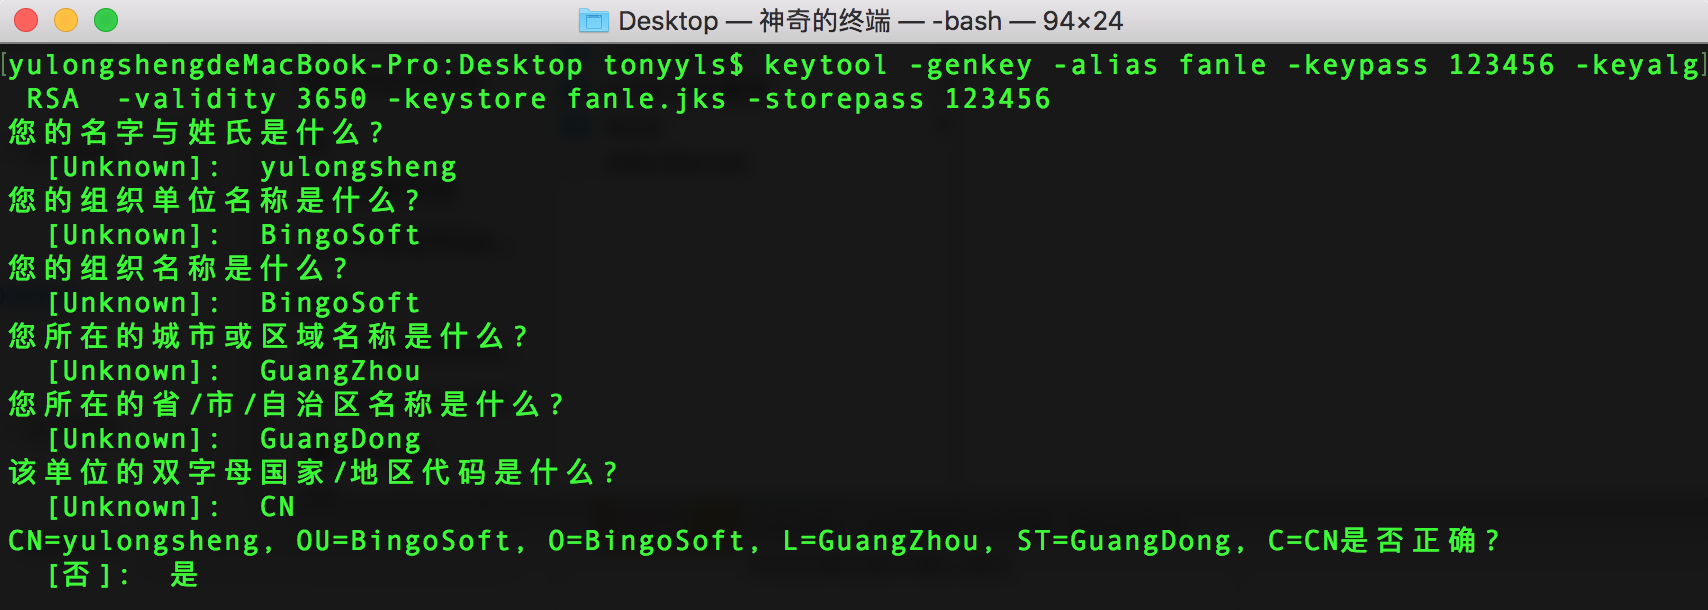 Desktop — 神奇的终端 — -bash — 94×24
[yulongshengdeMacBook-Pro:Desktop tonyyls$ keytool -genkey -alias fanle -keypass 123456 -keyalg]
RSA  -validity 3650 -keystore fanle.jks -storepass 123456
您的名字与姓氏是什么?
[Unknown]:  yulongsheng
您的组织单位名称是什么?
[Unknown]:  BingoSoft
您的组织名称是什么?
[Unknown]:  BingoSoft
您所在的城市或区域名称是什么?
[Unknown]:  GuangZhou
您所在的省/市/自治区名称是什么?
[Unknown]:  GuangDong
该单位的双字母国家/地区代码是什么?
[Unknown]:  CN
CN=yulongsheng, OU=BingoSoft, O=BingoSoft, L=GuangZhou, ST=GuangDong, C=CN是否正确?
[否]:  是